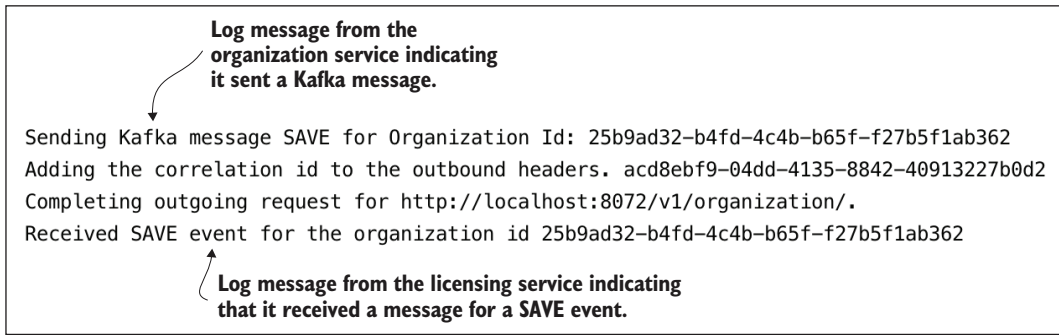 Log message from the
organization service indicating
it sent a Kafka message.
Sending Kafka message SAVE for Organization Id: 25b9ad32-b4fd-4c4b-b65f-f27b5f1ab362
Adding the correlation id to the outbound headers. acd8ebf9-04dd-4135-8842-40913227b0d2
Completing outgoing request for http://localhost:8072/v1/organization/.
Received SAVE event for the organization id 25b9ad32-b4fd-4c4b-b65f-f27b5f1ab362
Log message from the licensing service indicating
that it received a message for a SAVE event.